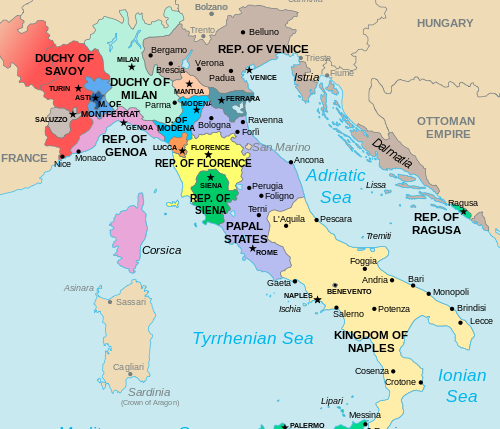 Bolzano
HUNGARY
Trento
Belluno
REP. OF VENICE
Bergamo
MILAN
DUCHY OF
SAVOY
Brescia
Verona
Padua
VENICE
Trieste
Fiume
Istria
TURIN
ASTI
DUCHY OF
MILAN
MANTUA
M. OF
MONTFERRAT
Parma
MODENA
FERRARA
SALUZZO
GENOA
D. OF
MODENA
Bologna
Ravenna
Forlì
OTTOMAN
EMPIRE
REP. OF
GENOA
LUCCA
FLORENCE
San Marino
Dalmatia
FRANCE
Nice
Monaco
REP. OF FLORENCE
Ancona
Adriatic
Sea
Lissa
SIENA
REP. OF
SIENA
Perugia
Foligno
Terni
Ragusa
REP. OF
RAGUSA
PAPAL
STATES
L'Aquila
Pescara
Tremiti
Corsica
ROME
Foggia
Asinara
Sassari
Gaeta
NAPLES
BENEVENTO
Andria
Bari
Monopoli
Ischia
Salerno
Potenza
Brindisi
Lecce
Tyrrhenian Sea
KINGDOM OF
NAPLES
Cagliari
Cosenza
Crotone
Ionian
Sea
Sardinia
(Crown of Aragon)
Lipari
Messina
PALERMO